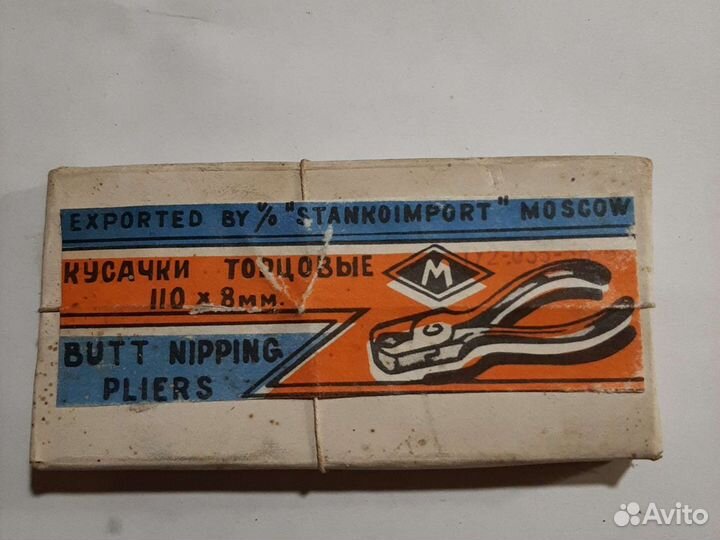 EXPORTED BY V/O "STANKOIMPORT" MOSCOW
КУСАЧКИ ТОРЦОВЫЕ
110 × 8мм.
M
BUTT NIPPING
PLIERS
Avito